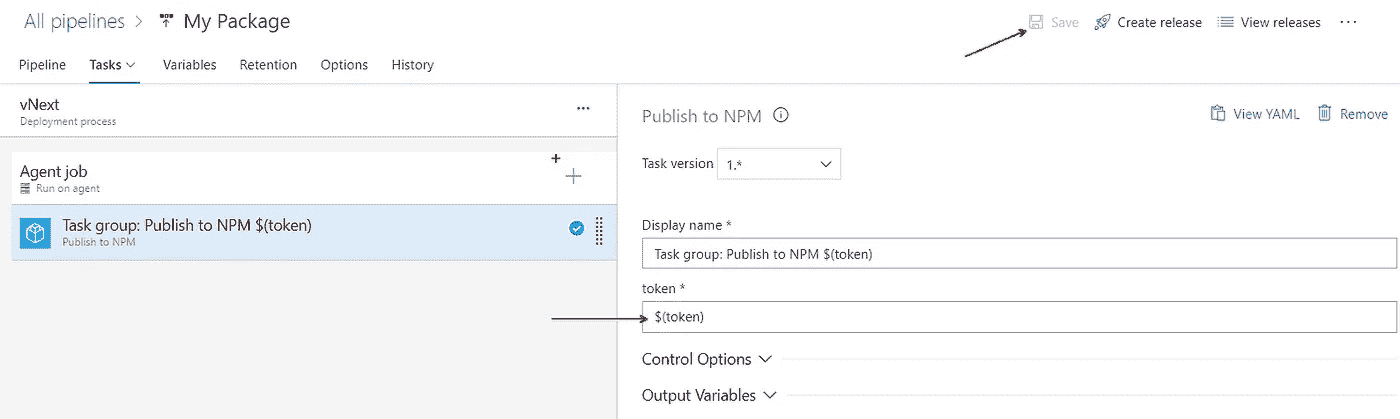 All pipelines > My Package
Save Create release View releases ...
Pipeline Tasks Variables Retention Options History
vNext
Deployment process
Publish to NPM
View YAML Remove
Task version 1.*
Agent job
Run on agent
Task group: Publish to NPM $(token)
Publish to NPM
Display name *
Task group: Publish to NPM $(token)
token *
$(token)
Control Options
Output Variables